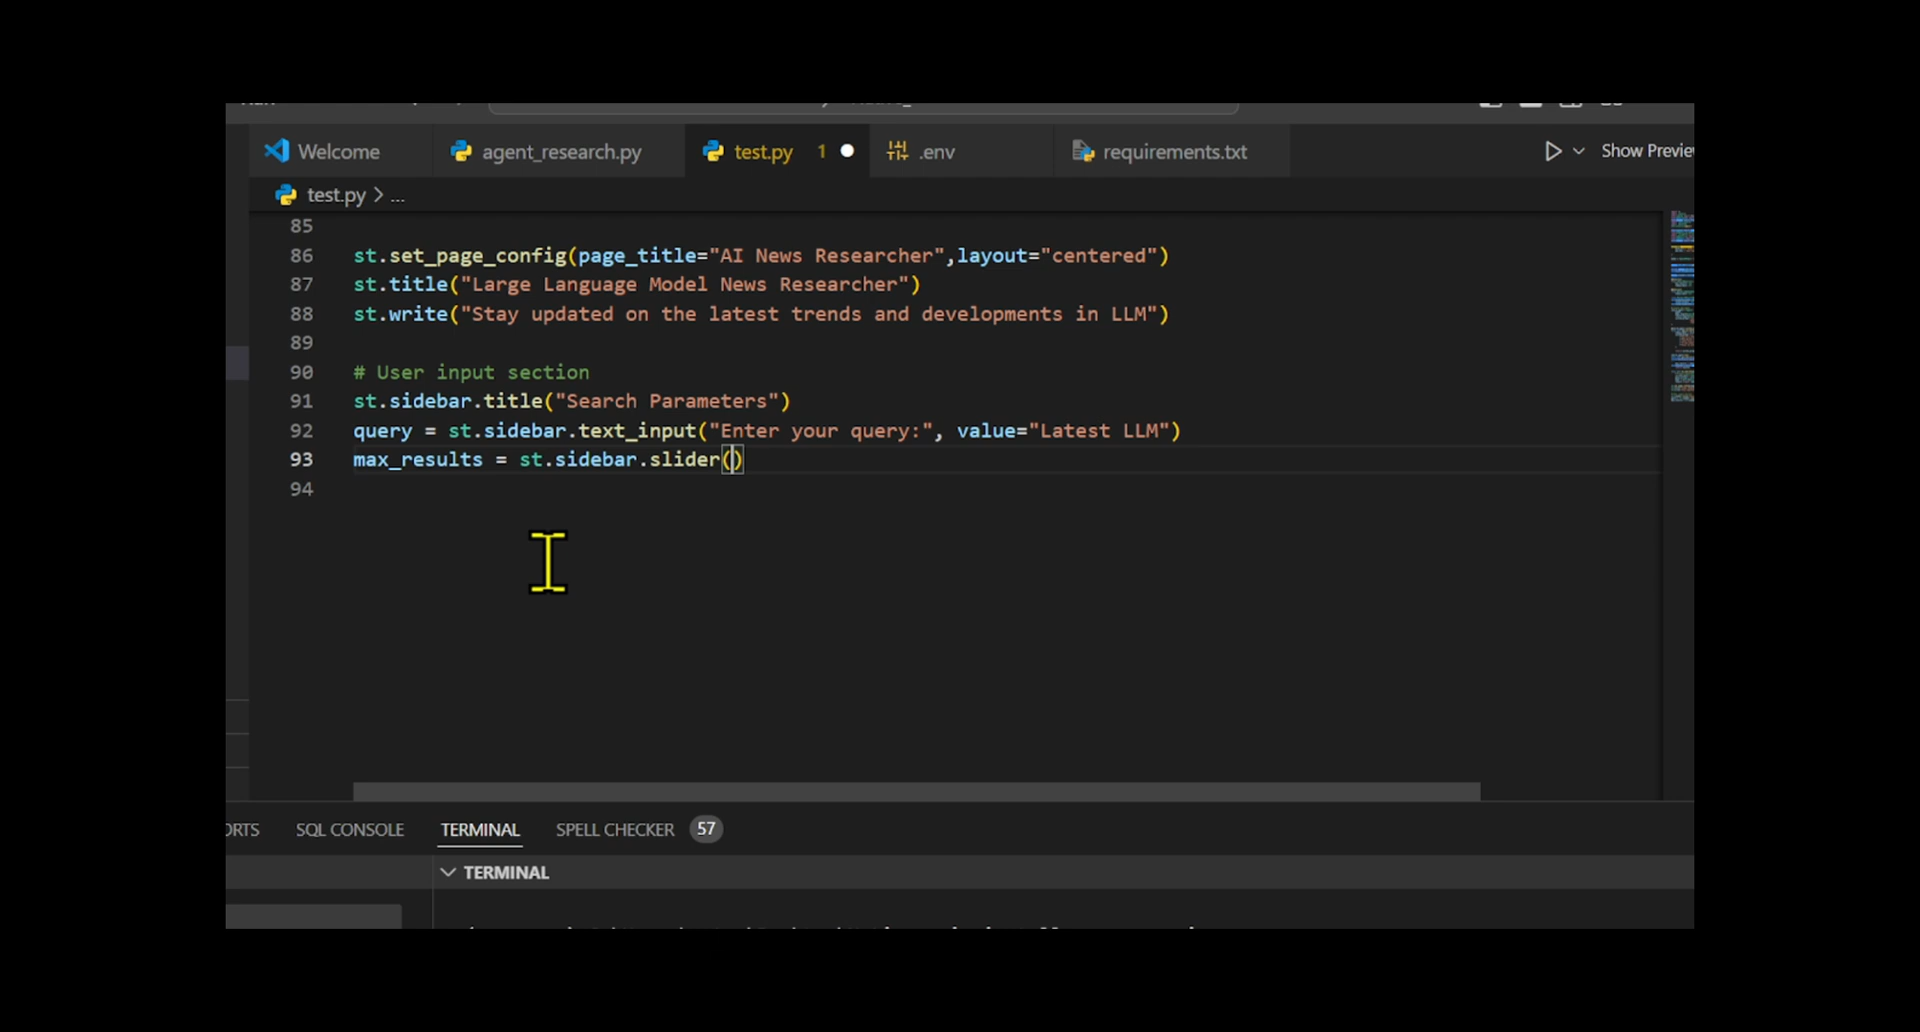 Welcome
agent_research.py
test.py 1
.env
requirements.txt
Show
test.py > ...
85
86 st.set_page_config(page_title="AI News Researcher",layout="centered")
87 st.title("Large Language Model News Researcher")
88 st.write("Stay updated on the latest trends and developments in LLM")
89
90 # User input section
91 st.sidebar.title("Search Parameters")
92 query = st.sidebar.text_input("Enter your query:", value="Latest LLM")
93 max_results = st.sidebar.slider()
94
SQL CONSOLE
TERMINAL
SPELL CHECKER 57
TERMINAL